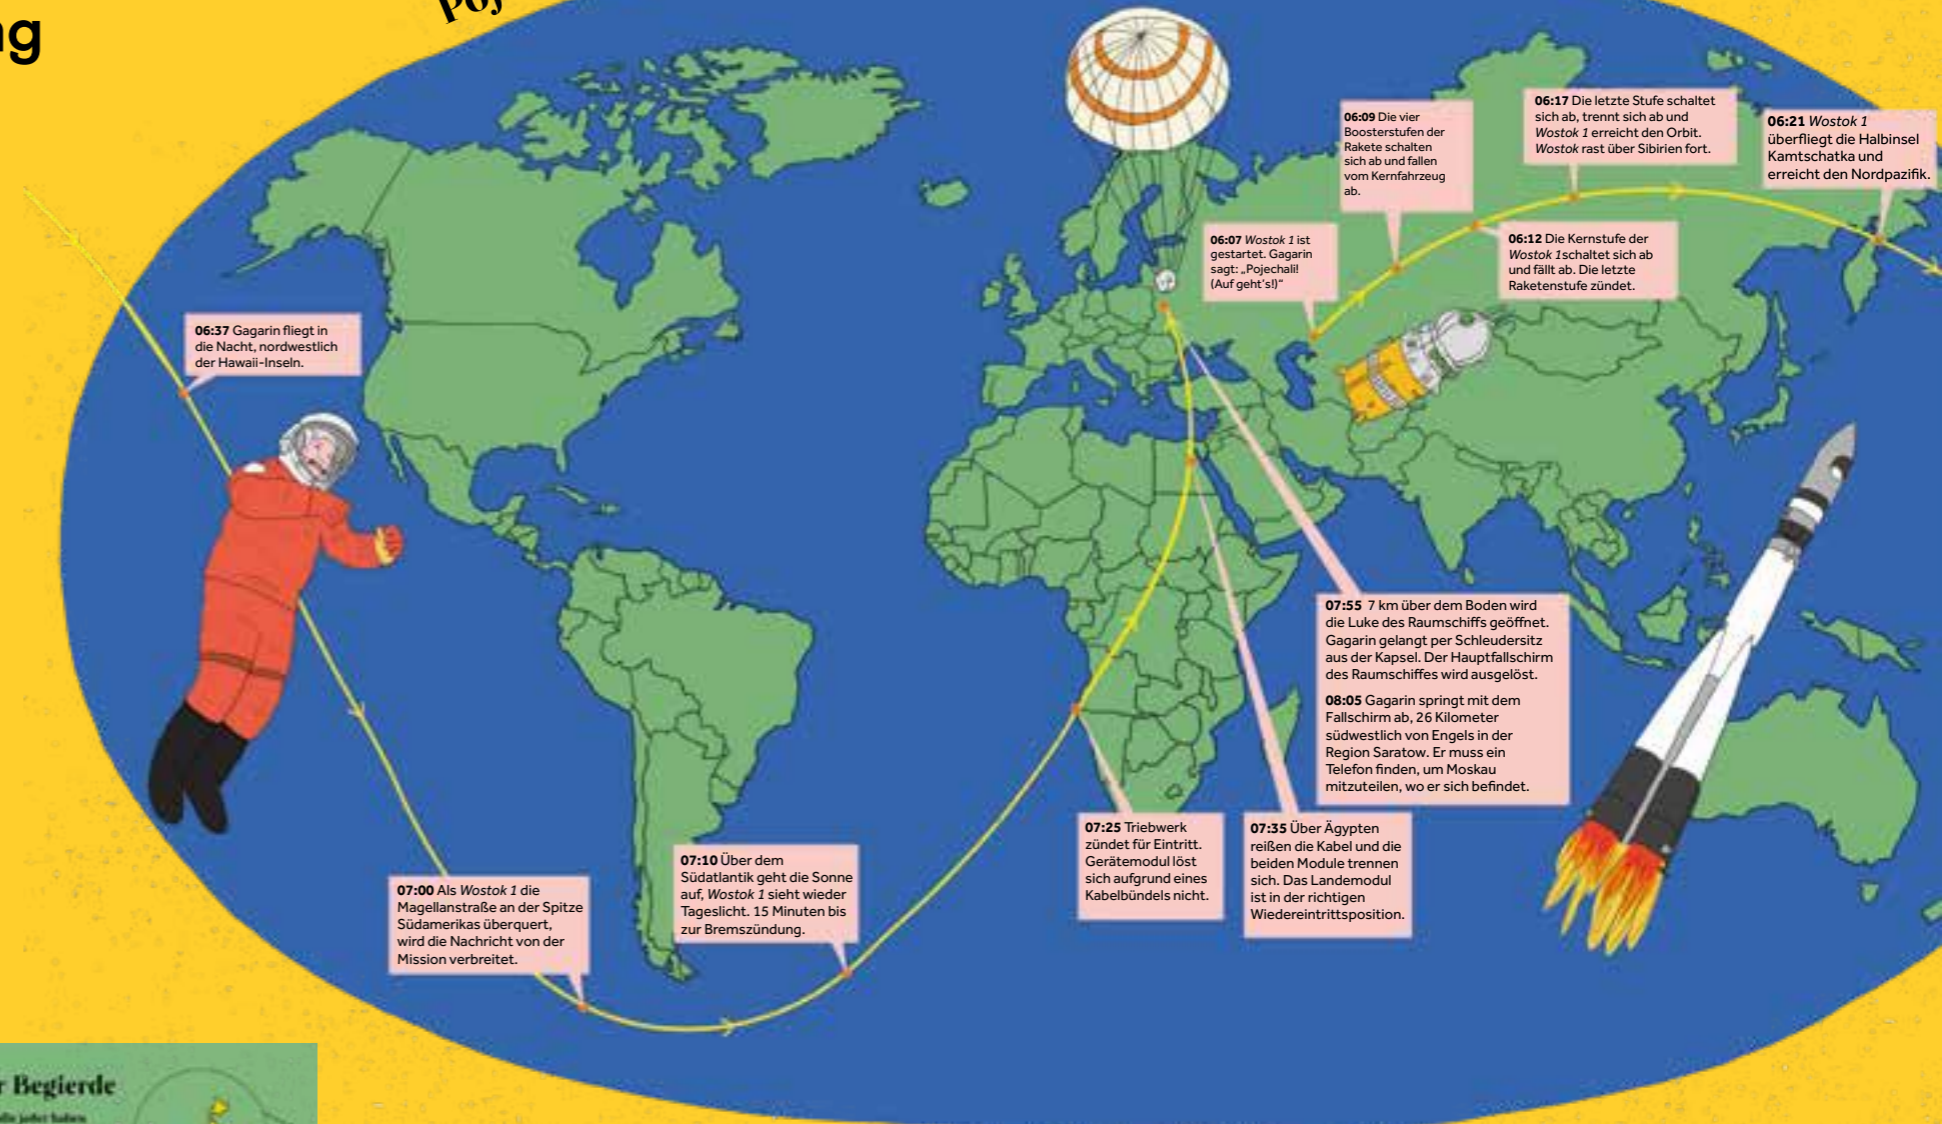 ng
Poj
06:09 Die vier
Boosterstufen der
Rakete schalten
sich ab und fallen
vom Kernfahrzeug
ab.
06:17 Die letzte Stufe schaltet
sich ab, trennt sich ab und
Wostok 1 erreicht den Orbit.
Wostok rast über Sibirien fort.
06:21 Wostok 1
überfliegt die Halbinsel
Kamtschatka und
erreicht den Nordpazifik.
06:07 Wostok 1 ist
gestartet. Gagarin
sagt: „Pojechali!
(Auf geht's!)“
06:12 Die Kernstufe der
Wostok 1schaltet sich ab
und fällt ab. Die letzte
Raketenstufe zündet.
06:37 Gagarin fliegt in
die Nacht, nordwestlich
der Hawaii-Inseln.
07:55 7 km über dem Boden wird
die Luke des Raumschiffs geöffnet.
Gagarin gelangt per Schleudersitz
aus der Kapsel. Der Hauptfallschirm
des Raumschiffes wird ausgelöst.
08:05 Gagarin springt mit dem
Fallschirm ab, 26 Kilometer
südwestlich von Engels in der
Region Saratow. Er muss ein
Telefon finden, um Moskau
mitzuteilen, wo er sich befindet.
07:00 Als Wostok 1 die
Magellanstraße an der Spitze
Südamerikas überquert,
wird die Nachricht von der
Mission verbreitet.
07:10 Über dem
Südatlantik geht die Sonne
auf, Wostok 1 sieht wieder
Tageslicht. 15 Minuten bis
zur Bremszündung.
07:25 Triebwerk
zündet für Eintritt.
Gerätemodul löst
sich aufgrund eines
Kabelbündels nicht.
07:35 Über Ägypten
reißen die Kabel und die
beiden Module trennen
sich. Das Landemodul
ist in der richtigen
Wiedereintrittsposition.
r Begierde